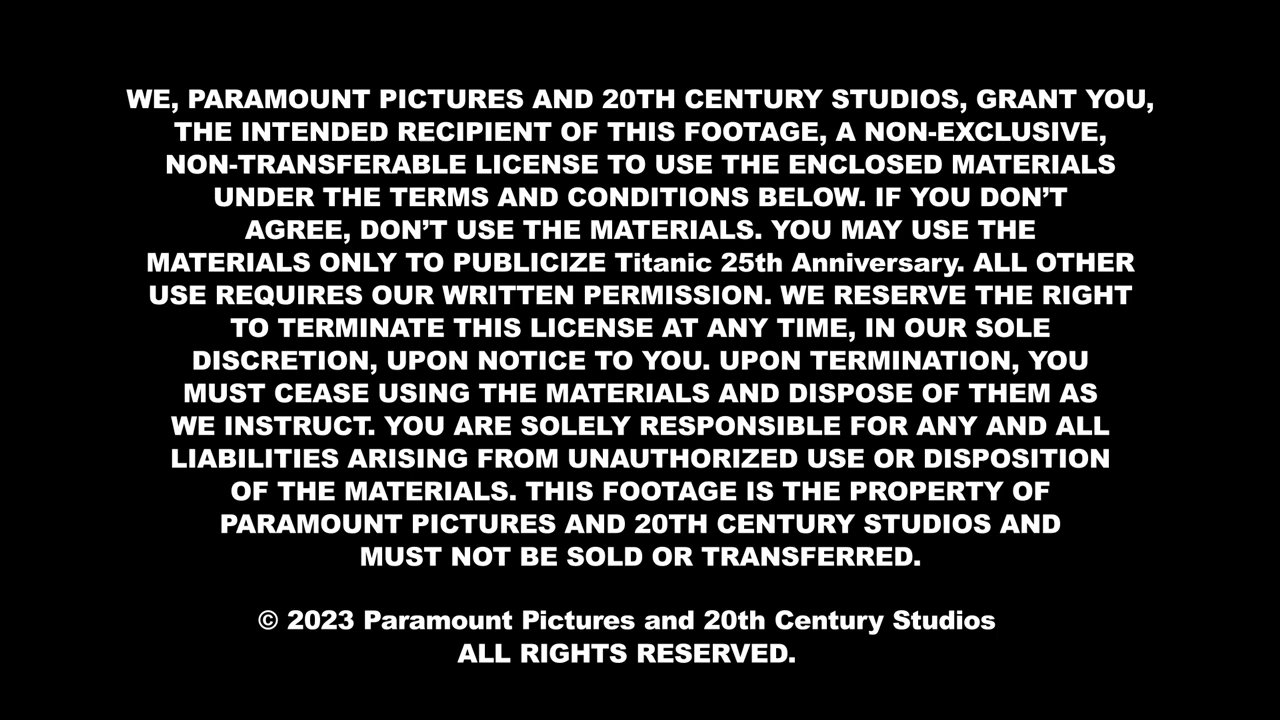 WE, PARAMOUNT PICTURES AND 20TH CENTURY STUDIOS, GRANT YOU,
THE INTENDED RECIPIENT OF THIS FOOTAGE, A NON-EXCLUSIVE,
NON-TRANSFERABLE LICENSE TO USE THE ENCLOSED MATERIALS
UNDER THE TERMS AND CONDITIONS BELOW. IF YOU DON’T
AGREE, DON’T USE THE MATERIALS. YOU MAY USE THE
MATERIALS ONLY TO PUBLICIZE Titanic 25th Anniversary. ALL OTHER
USE REQUIRES OUR WRITTEN PERMISSION. WE RESERVE THE RIGHT
TO TERMINATE THIS LICENSE AT ANY TIME, IN OUR SOLE
DISCRETION, UPON NOTICE TO YOU. UPON TERMINATION, YOU
MUST CEASE USING THE MATERIALS AND DISPOSE OF THEM AS
WE INSTRUCT. YOU ARE SOLELY RESPONSIBLE FOR ANY AND ALL
LIABILITIES ARISING FROM UNAUTHORIZED USE OR DISPOSITION
OF THE MATERIALS. THIS FOOTAGE IS THE PROPERTY OF
PARAMOUNT PICTURES AND 20TH CENTURY STUDIOS AND
MUST NOT BE SOLD OR TRANSFERRED.
© 2023 Paramount Pictures and 20th Century Studios
ALL RIGHTS RESERVED.